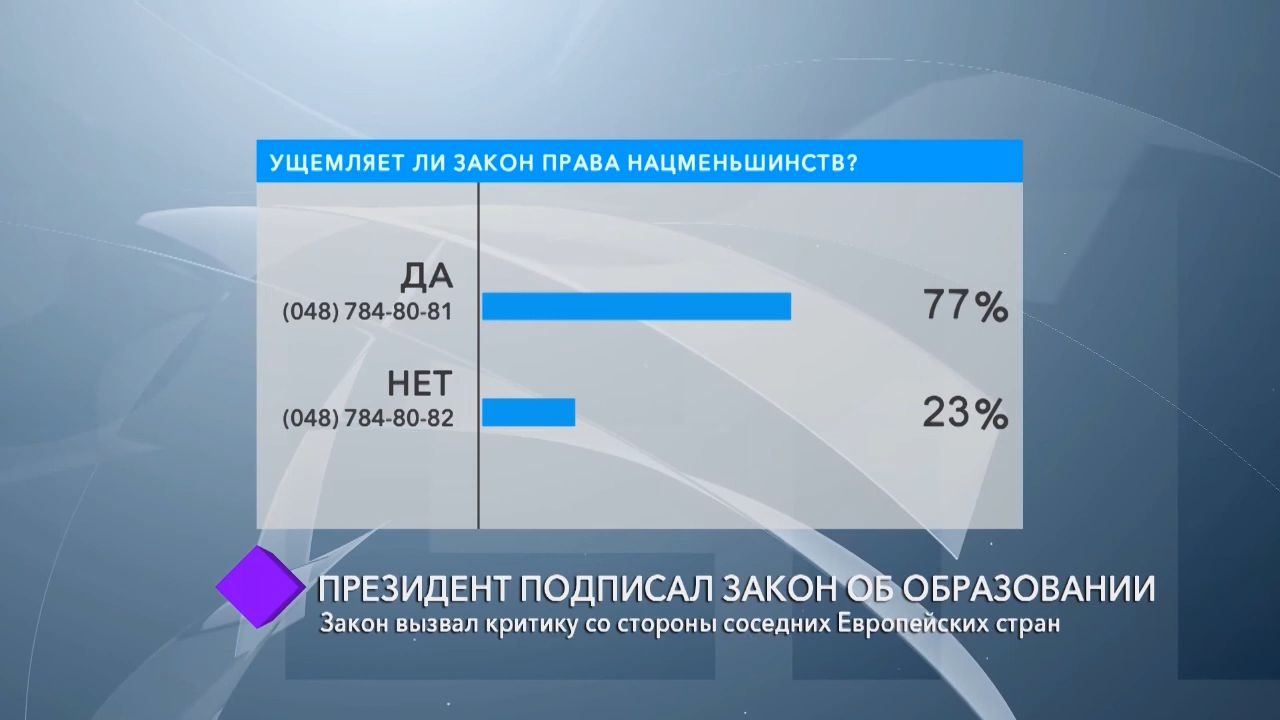 УЩЕМЛЯЕТ ЛИ ЗАКОН ПРАВА НАЦМЕНЬШИНСТВ?
ДА
(048) 784-80-81
77%
НЕТ
(048) 784-80-82
23%
ПРЕЗИДЕНТ ПОДПИСАЛ ЗАКОН ОБ ОБРАЗОВАНИИ
Закон вызвал критику со стороны соседних Европейских стран